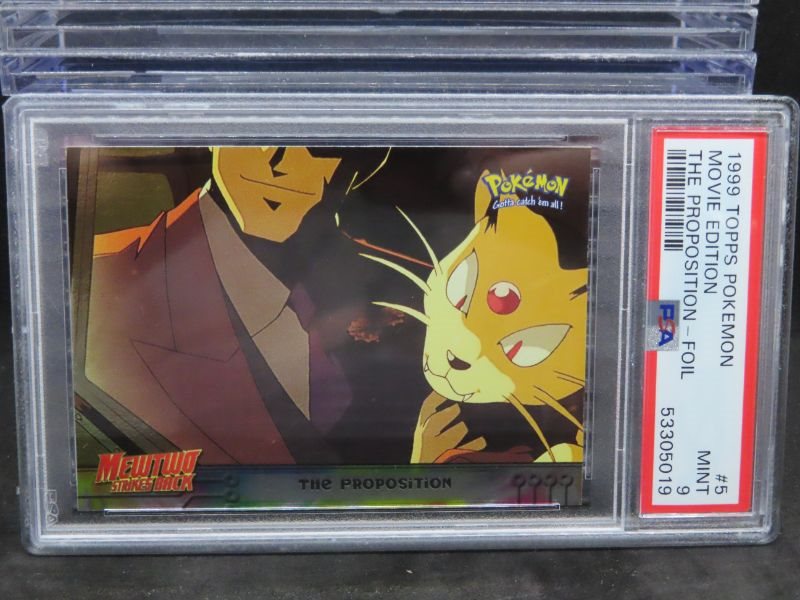 Pokémon
Gotta catch 'em all!
MEWTWO
STRIKES BACK
THE PROPOSITION
1999 TOPPS POKEMON #5
MOVIE EDITION MINT
THE PROPOSITION - FOIL 9
PSA 53305019